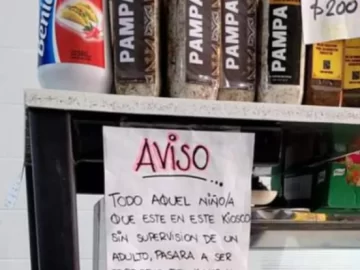 $200
PAMPA
PAMPA
PAMPA
PAMPA
AVISO
...
TODO AQUEL NIÑO/A
QUE ESTE EN ESTE KIOSCO
SIN SUPERVISION DE UN
ADULTO, PASARA A SER